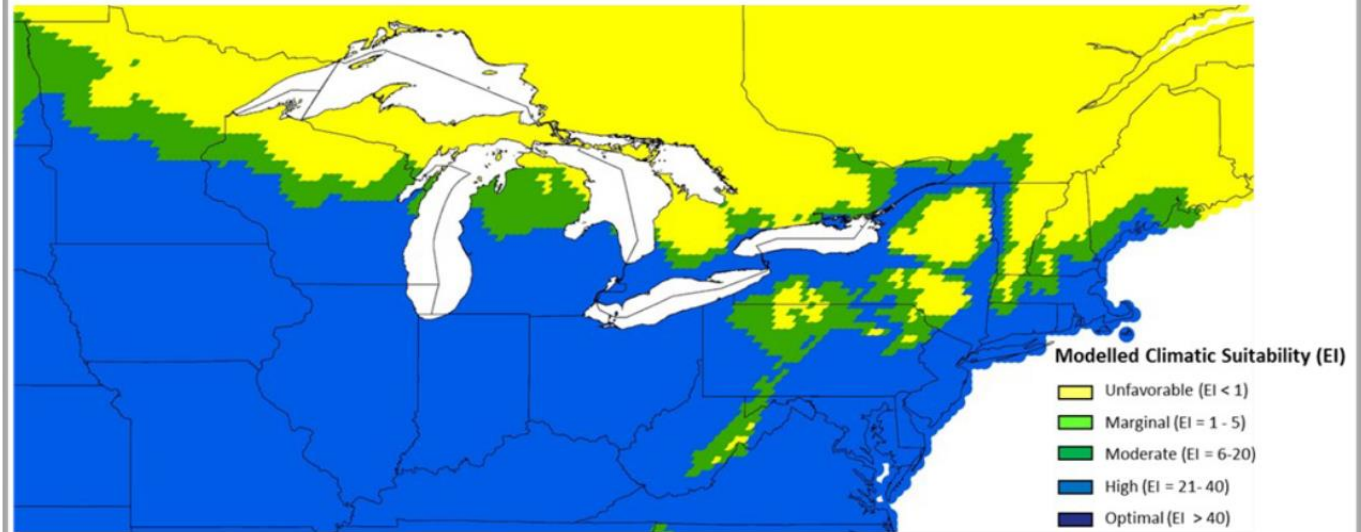 Modelled Climatic Suitability (EI)
Unfavorable (EI < 1)
Marginal (EI = 1 - 5)
Moderate (EI = 6-20)
High (EI = 21- 40)
Optimal (EI > 40)